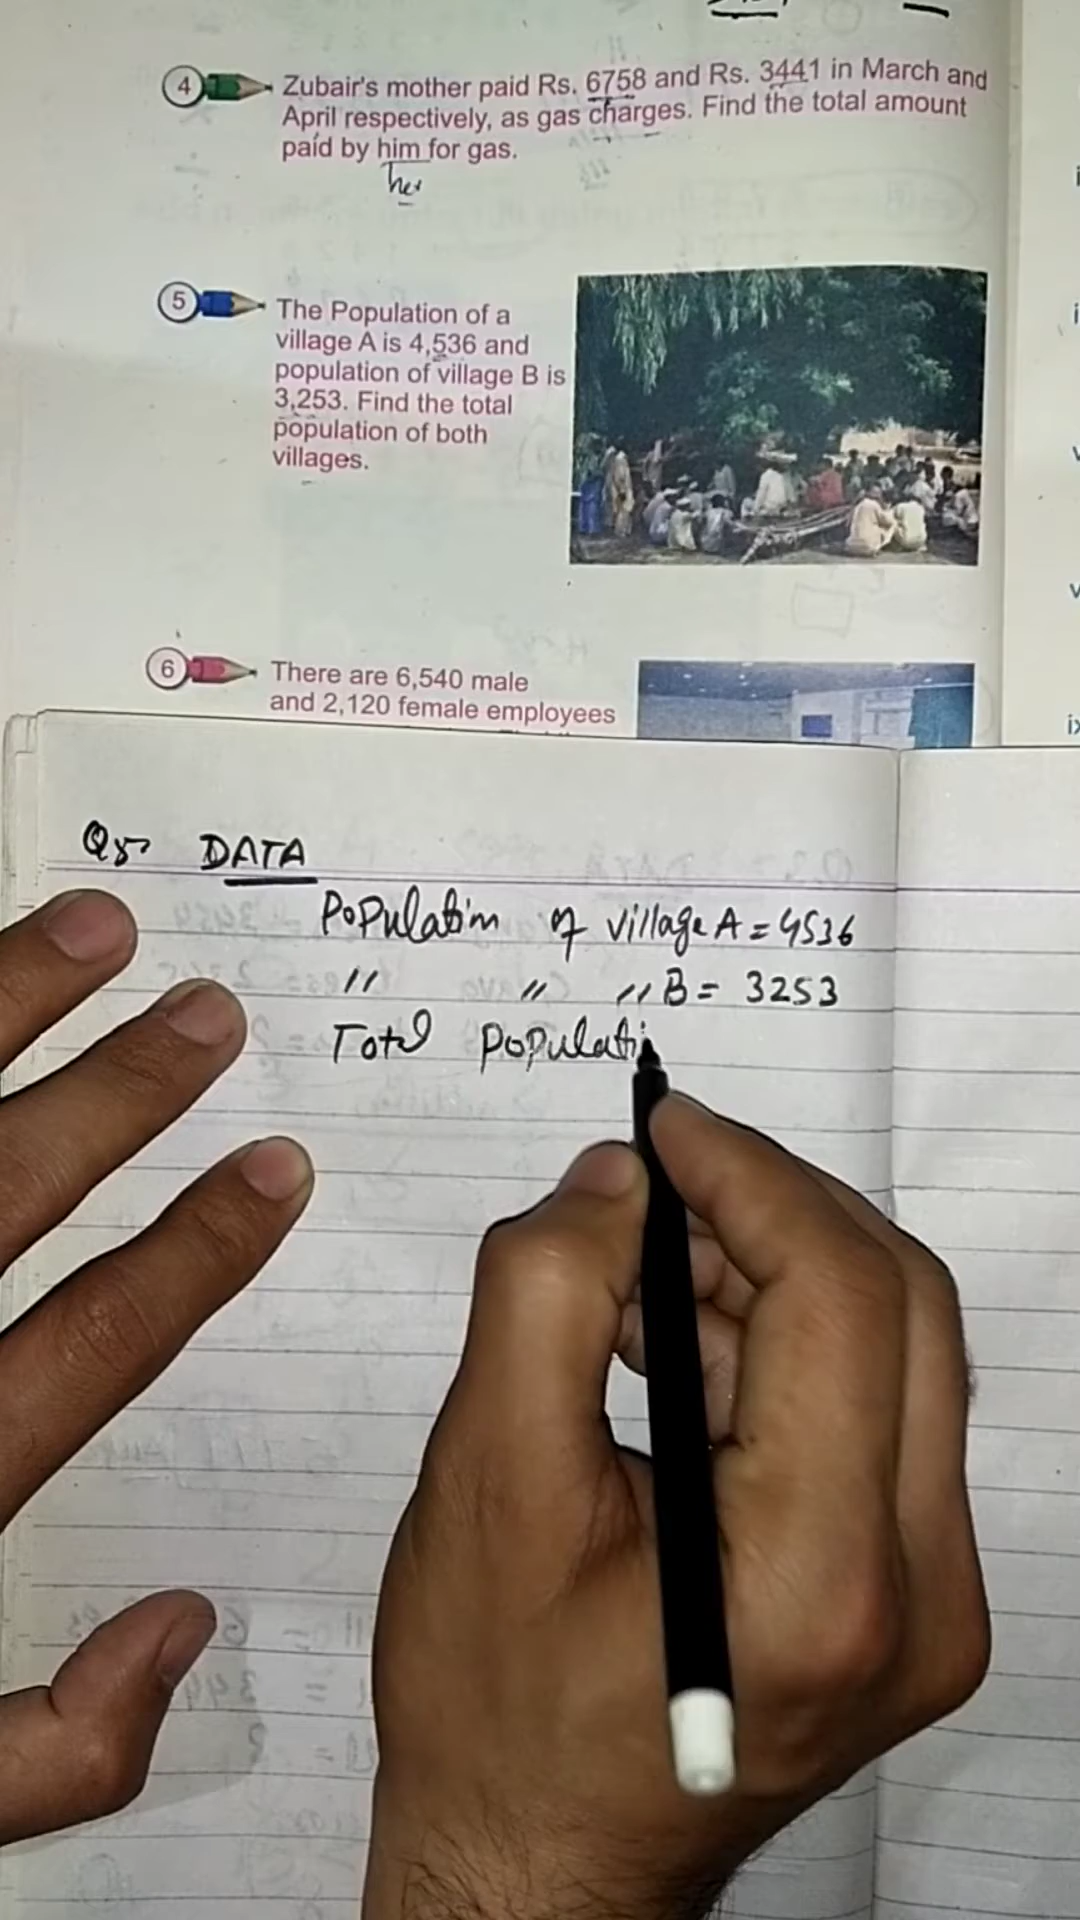 4 Zubair's mother paid Rs. 6758 and Rs. 3441 in March and
April respectively, as gas charges. Find the total amount
paid by him for gas.
her
5 The Population of a
village A is 4,536 and
population of village B is
3,253. Find the total
population of both
villages.
6 There are 6,540 male
and 2,120 female employees
Q5 DATA
Population of village A = 4536
" " " B = 3253
Total Populati